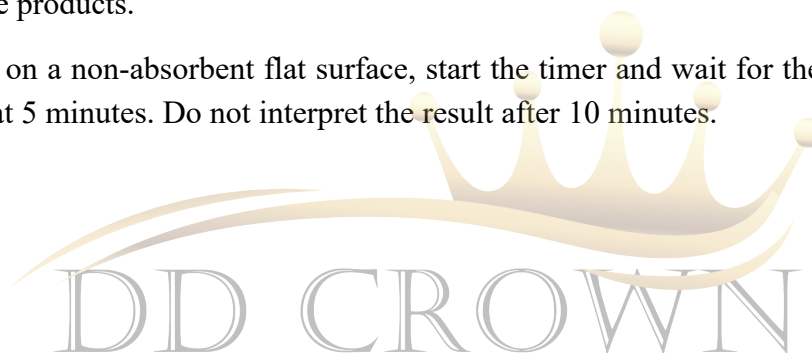 e products.
on a non-absorbent flat surface, start the timer and wait for the
at 5 minutes. Do not interpret the result after 10 minutes.
DD CROWN